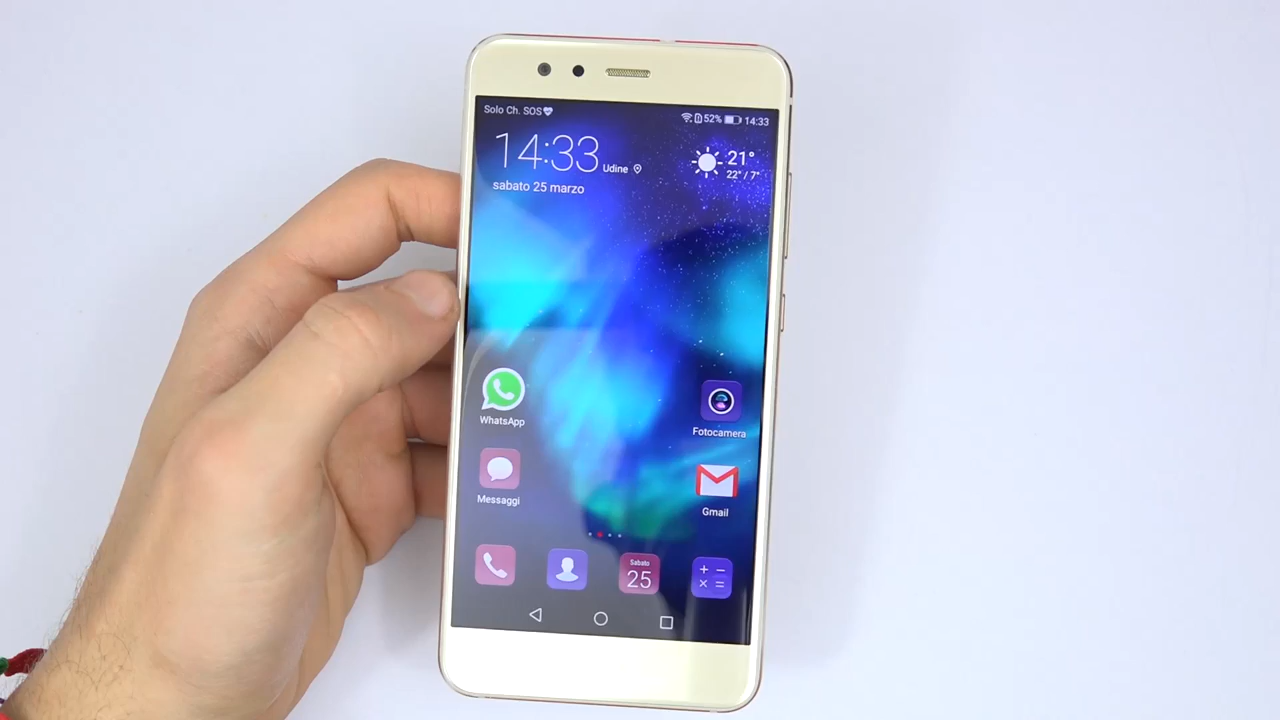 Solo Ch. SOS
52% 14:33
14:33 Udine
21°
22° / 7°
sabato 25 marzo
WhatsApp
Fotocamera
Messaggi
Gmail
Sabato
25